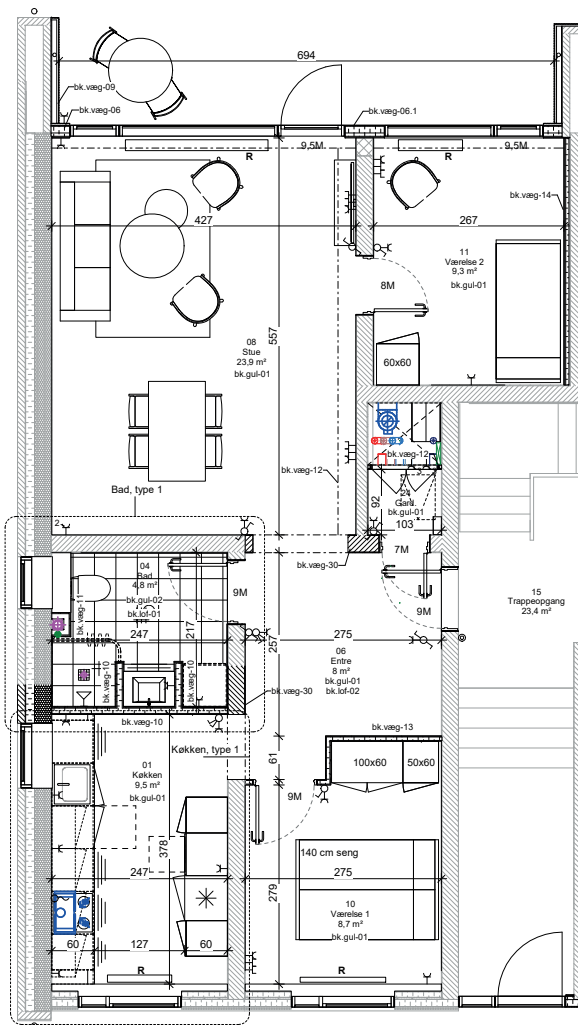 694
bk.væg-09
bk.væg-06
bk.væg-06.1
9,5M
R
R
9,5M
bk.væg-14
427
267
11
Værelse 2
9,3 m²
bk.gul-01
8M
557
08
Stue
23,9 m²
bk.gul-01
60x60
bk.væg-12
bk.væg-12
Bad, type 1
92
Gard.
bk.gul-01
103
2
7M
bk.væg-30
04
Bad
4,8 m²
bk.gul-02
bk.lof-01
bk.væg-11
9M
9M
15
Trappeopgang
23,4 m²
247
217
257
275
06
Entre
8 m²
bk.gul-01
bk.lof-02
bk.væg-10
bk.væg-10
bk.væg-30
bk.væg-10
bk.væg-13
Køkken, type 1
01
Køkken
9,5 m²
bk.gul-01
61
100x60
50x60
9M
378
140 cm seng
247
275
279
10
Værelse 1
8,7 m²
bk.gul-01
60
127
60
R
R